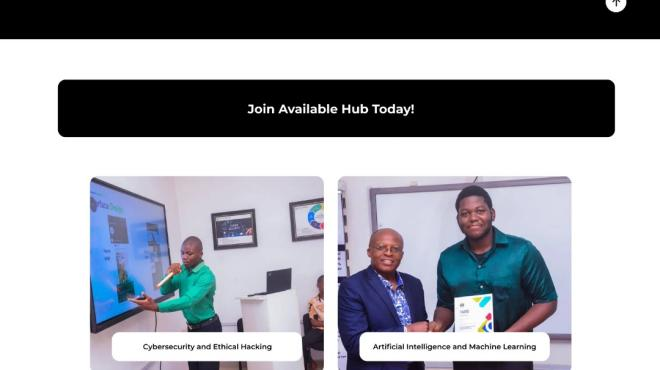 Join Available Hub Today!
Cybersecurity and Ethical Hacking
Artificial Intelligence and Machine Learning